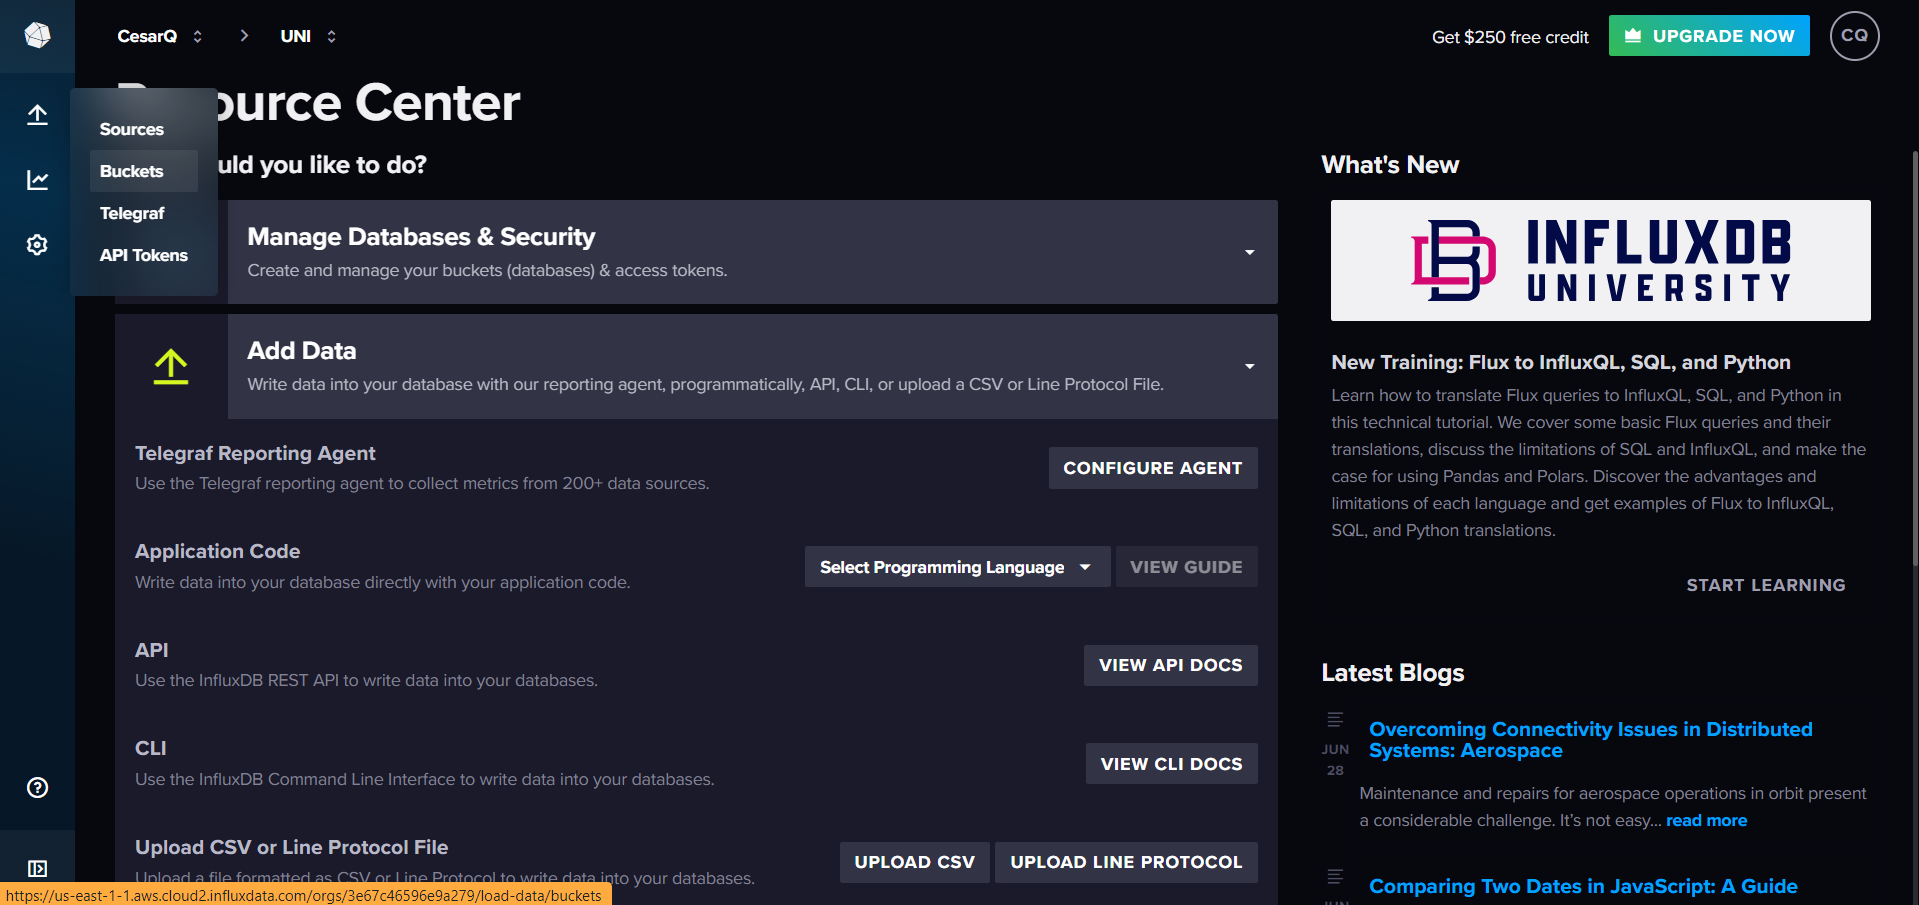 CesarQ
UNI
Get $250 free credit
UPGRADE NOW
CQ
ource Center
uld you like to do?
Sources
Buckets
Telegraf
API Tokens
Manage Databases & Security
Create and manage your buckets (databases) & access tokens.
Add Data
Write data into your database with our reporting agent, programmatically, API, CLI, or upload a CSV or Line Protocol File.
Telegraf Reporting Agent
Use the Telegraf reporting agent to collect metrics from 200+ data sources.
CONFIGURE AGENT
Application Code
Write data into your database directly with your application code.
Select Programming Language
VIEW GUIDE
API
Use the InfluxDB REST API to write data into your databases.
VIEW API DOCS
CLI
Use the InfluxDB Command Line Interface to write data into your databases.
VIEW CLI DOCS
Upload CSV or Line Protocol File
Upload a file formatted as CSV or Line Protocol to write data into your databases.
UPLOAD CSV
UPLOAD LINE PROTOCOL
https://us-east-1-1.aws.cloud2.influxdata.com/orgs/3e67c46596e9a279/load-data/buckets
What's New
INFLUXDB
UNIVERSITY
New Training: Flux to InfluxQL, SQL, and Python
Learn how to translate Flux queries to InfluxQL, SQL, and Python in
this technical tutorial. We cover some basic Flux queries and their
translations, discuss the limitations of SQL and InfluxQL, and make the
case for using Pandas and Polars. Discover the advantages and
limitations of each language and get examples of Flux to InfluxQL,
SQL, and Python translations.
START LEARNING
Latest Blogs
JUN
28
Overcoming Connectivity Issues in Distributed
Systems: Aerospace
Maintenance and repairs for aerospace operations in orbit present
a considerable challenge. It's not easy... read more
Comparing Two Dates in JavaScript: A Guide